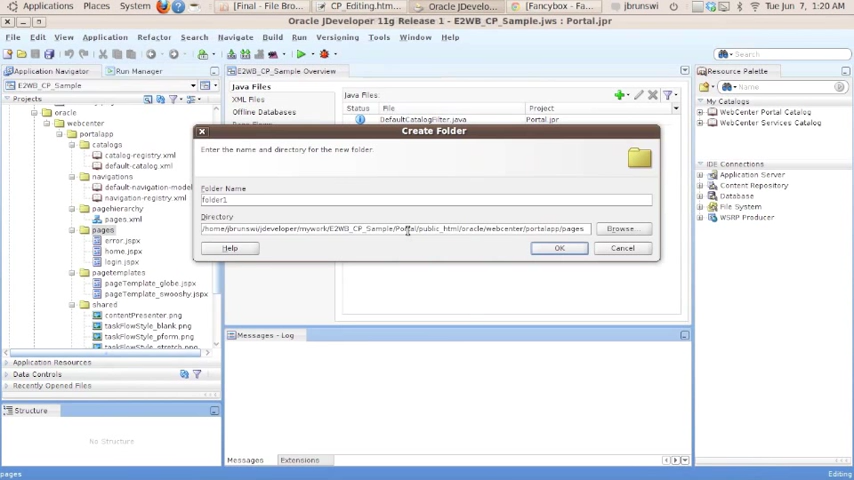 Applications Places System [Final - File Bro... CP_Editing.htm... Oracle JDevelo... [Fancybox - G... jbrunswi Tue Jun 7, 1:20 AM
Oracle JDeveloper 11g Release 1 - E2WB_CP_Sample.jws : Portal.jpr
File Edit View Application Refactor Search Navigate Build Run Versioning Tools Window Help
Search
Application Navigator Run Manager
E2WB_CP_Sample Overview
Resource Palette
E2WB_CP_Sample
Java Files
Java Files:
Name
Projects
XML Files
Status File Project
My Catalogs
oracle
Offline Databases
DefaultCatalogFilter.java Portal.jpr
WebCenter Portal Catalog
webcenter
WebCenter Services Catalog
portalapp
Create Folder
catalogs
Enter the name and directory for the new folder.
catalog-registry.xml
default-catalog.xml
IDE Connections
navigations
Application Server
default-navigation-model
Folder Name
Repository
navigation-registry.xml
folder1
Database
pagehierarchy
File System
pages.xml
Directory
WSRP Producer
pages
/home/jbrunswi/jdeveloper/mywork/E2WB_CP_Sample/Portal/public_html/oracle/webcenter/portalapp/pages Browse...
error.jspx
Help OK Cancel
home.jspx
login.jspx
pagetemplates
pageTemplate_globe.jspx
pageTemplate_swooshy.jspx
shared
contentPresenter.png
taskFlowStyle_blank.png
taskFlowStyle_pform.png
Messages - Log
taskFlowStyle_stretch.png
Application Resources
Data Controls
Recently Opened Files
Structure
No Structure
Messages Extensions
pages Editing